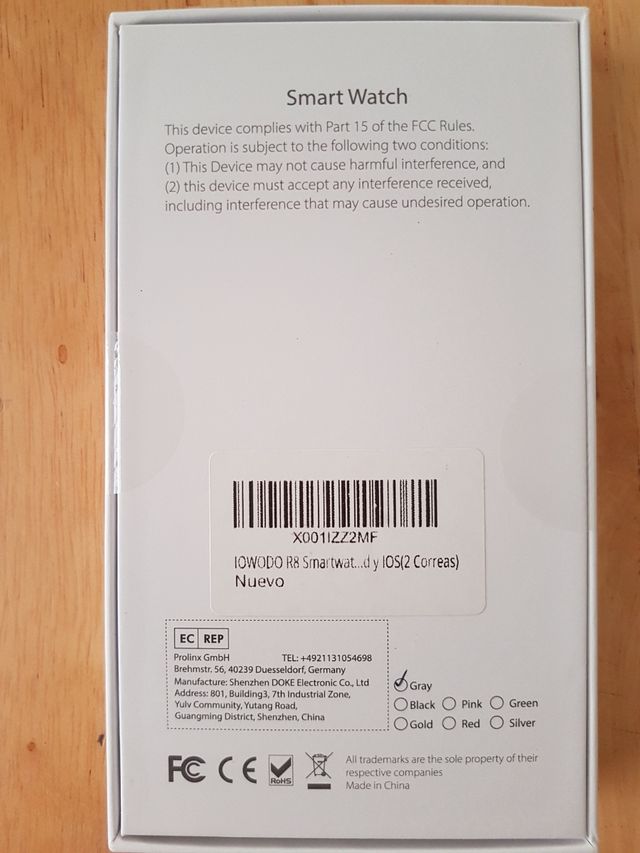 Smart Watch
This device complies with Part 15 of the FCC Rules.
Operation is subject to the following two conditions:
(1) This Device may not cause harmful interference, and
(2) this device must accept any interference received,
including interference that may cause undesired operation.
X001IZZ2MF
IOWODO R8 Smartwat...d y IOS(2 Correas)
Nuevo
EC REP
Prolinx GmbH TEL: +4921131054698
Brehmstr. 56, 40239 Duesseldorf, Germany
Manufacture: Shenzhen DOKE Electronic Co., Ltd
Address: 801, Building3, 7th Industrial Zone,
Yulv Community, Yutang Road,
Guangming District, Shenzhen, China
Gray
Black Pink Green
Gold Red Silver
FC CE RoHS
All trademarks are the sole property of their
respective companies
Made in China